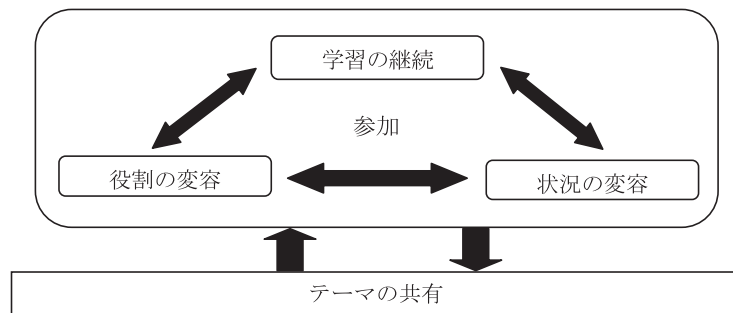 学習の継続
参加
役割の変容
状況の変容
テーマの共有